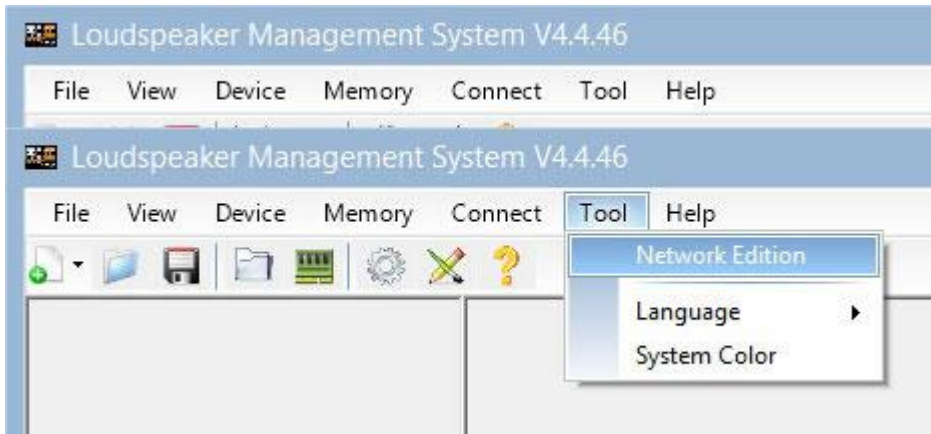 Loudspeaker Management System V4.4.46
File View Device Memory Connect Tool Help
Loudspeaker Management System V4.4.46
File View Device Memory Connect Tool Help
Network Edition
Language
System Color